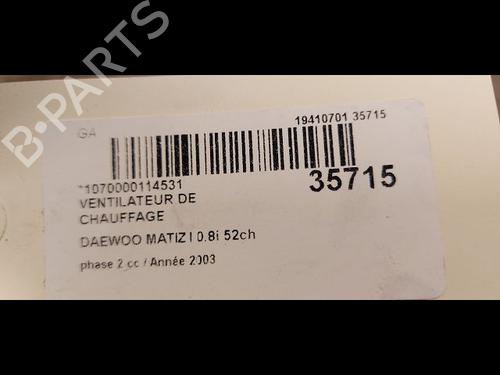 B-PARTS
GA
19410701 35715
*1070000114531
35715
VENTILATEUR DE
CHAUFFAGE
DAEWOO MATIZ I 0.8i 52ch
phase 2 cc / Année 2003